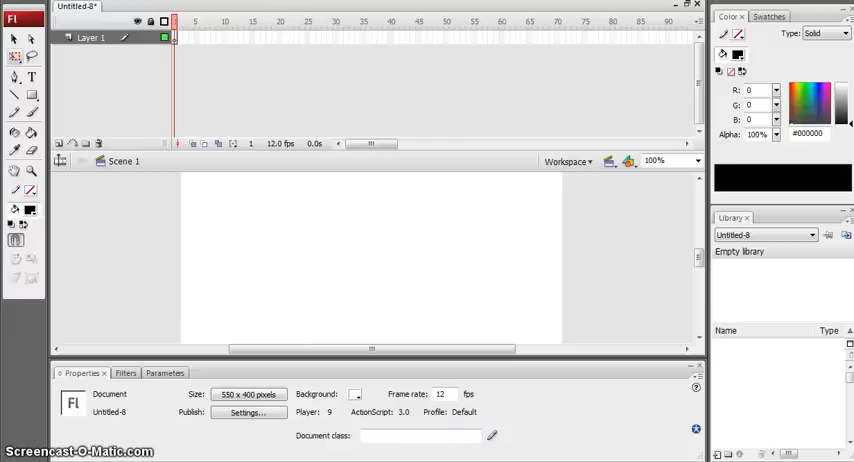 Untitled-8*
Fl
5 10 15 20 25 30 35 40 45 50 55 60 65 70 75 80 85 90
Layer 1
1 12.0 fps 0.0s
Scene 1
Workspace
100%
Properties × Filters Parameters
Fl
Document
Untitled-8
Size: 550 x 400 pixels
Publish: Settings...
Background:
Frame rate: 12 fps
Player: 9 ActionScript: 3.0 Profile: Default
Document class:
Color × Swatches
Type: Solid
R: 0
G: 0
B: 0
Alpha: 100%
#000000
Library ×
Untitled-8
Empty library
Name Type
Screencast-O-Matic.com